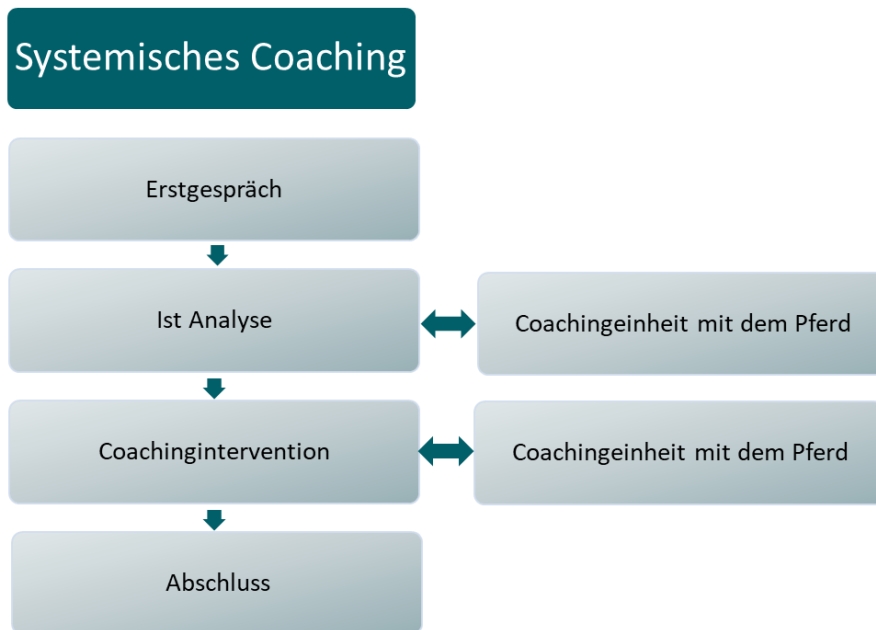 Systemisches Coaching
Erstgespräch
Ist Analyse
Coachingeinheit mit dem Pferd
Coachingintervention
Coachingeinheit mit dem Pferd
Abschluss